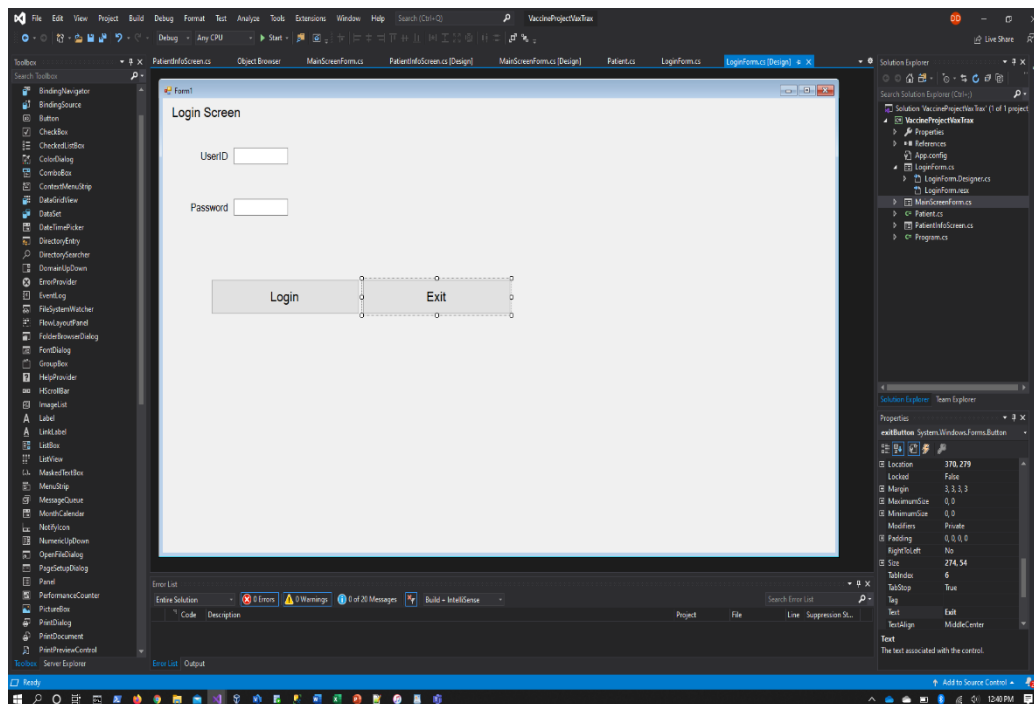 File Edit View Project Build Debug Format Test Analyze Tools Extensions Window Help Search (Ctrl+Q) VaccineProjectVaxTrax DD
Debug Any CPU Start Live Share
Toolbox
Search Toolbox
BindingNavigator
BindingSource
Button
CheckBox
CheckedListBox
ColorDialog
ComboBox
ContextMenuStrip
DataGridView
DataSet
DateTimePicker
DirectoryEntry
DirectorySearcher
DomainUpDown
ErrorProvider
EventLog
FileSystemWatcher
FlowLayoutPanel
FolderBrowserDialog
FontDialog
GroupBox
HelpProvider
HScrollBar
ImageList
Label
LinkLabel
ListBox
ListView
MaskedTextBox
MenuStrip
MessageQueue
MonthCalendar
NotifyIcon
NumericUpDown
OpenFileDialog
PageSetupDialog
Panel
PerformanceCounter
PictureBox
PrintDialog
PrintDocument
PrintPreviewControl
Toolbox Server Explorer
PatientInfoScreen.cs Object Browser MainScreenForm.cs PatientInfoScreen.cs [Design] MainScreenForm.cs [Design] Patient.cs LoginForm.cs LoginForm.cs [Design]
Form1
Login Screen
UserID
Password
Login Exit
Error List
Entire Solution 0 Errors 0 Warnings 0 of 20 Messages Build + IntelliSense Search Error List
Code Description Project File Line Suppression St...
Error List Output
Solution Explorer
Search Solution Explorer (Ctrl+;)
Solution 'VaccineProjectVaxTrax' (1 of 1 project
VaccineProjectVaxTrax
Properties
References
App.config
LoginForm.cs
LoginForm.Designer.cs
LoginForm.resx
MainScreenForm.cs
Patient.cs
PatientInfoScreen.cs
Program.cs
Solution Explorer Team Explorer
Properties
exitButton System.Windows.Forms.Button
Location 370, 279
Locked False
Margin 3, 3, 3, 3
MaximumSize 0, 0
MinimumSize 0, 0
Modifiers Private
Padding 0, 0, 0, 0
RightToLeft No
Size 274, 54
TabIndex 6
TabStop True
Tag
Text Exit
TextAlign MiddleCenter
Text
The text associated with the control.
Ready Add to Source Control
12:40 PM